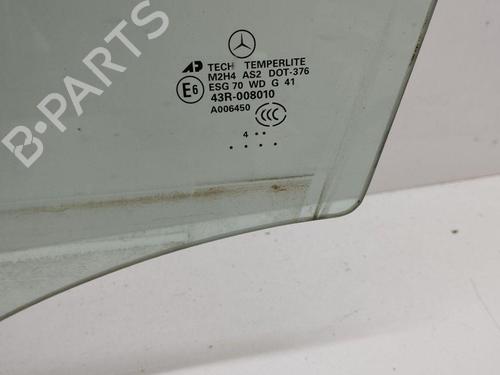 AP TECH TEMPERLITE
M2H4 AS2 DOT-376
ESG 70 WD G 41
E6 43R-008010
A006450 CCC
4 ..
. . . .
B-PARTS